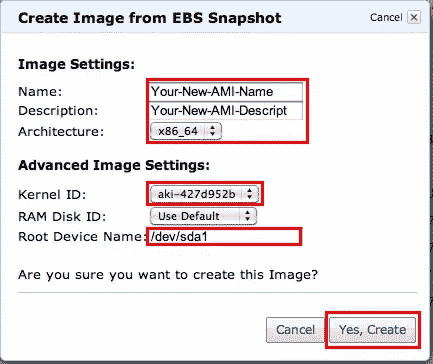 Create Image from EBS Snapshot Cancel
Image Settings:
Name: Your-New-AMI-Name
Description: Your-New-AMI-Descript
Architecture: x86_64
Advanced Image Settings:
Kernel ID: aki-427d952b
RAM Disk ID: Use Default
Root Device Name: /dev/sda1
Are you sure you want to create this Image?
Cancel Yes, Create